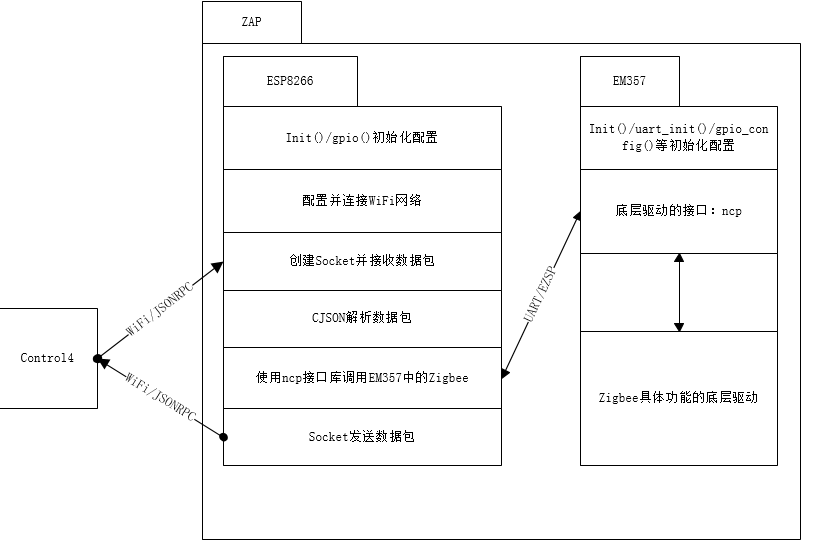 ZAP
ESP8266
Init()/gpio()初始化配置
配置并连接WiFi网络
创建Socket并接收数据包
CJSON解析数据包
使用ncp接口库调用EM357中的Zigbee
Socket发送数据包
EM357
Init()/uart_init()/gpio_con
fig()等初始化配置
底层驱动的接口：ncp
Zigbee具体功能的底层驱动
UART/EZSP
WiFi/JSONRPC
Control4
WiFi/JSONRPC